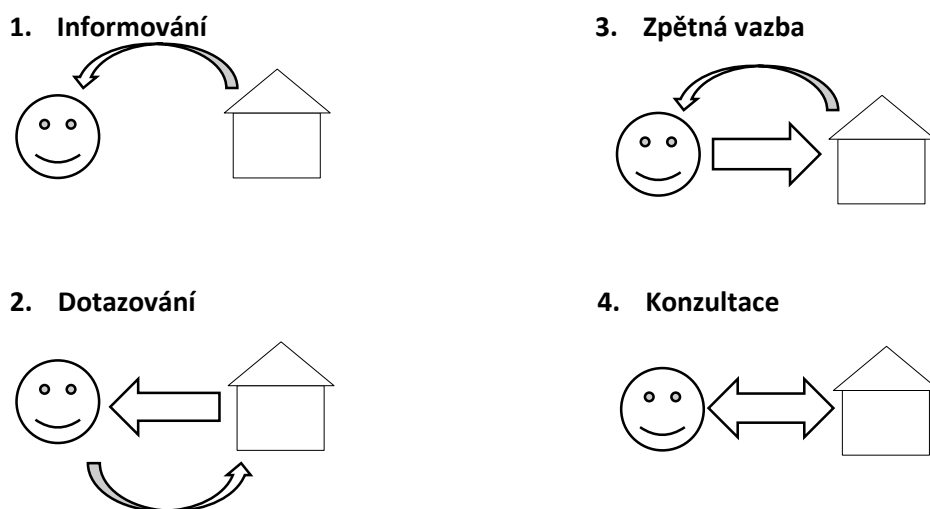 1. Informování
3. Zpětná vazba
2. Dotazování
4. Konzultace